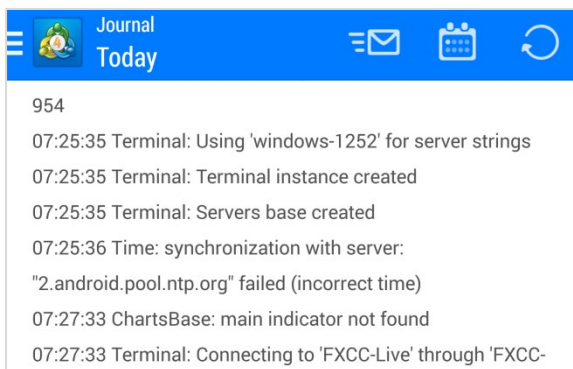 Journal
Today
954
07:25:35 Terminal: Using 'windows-1252' for server strings
07:25:35 Terminal: Terminal instance created
07:25:35 Terminal: Servers base created
07:25:36 Time: synchronization with server:
"2.android.pool.ntp.org" failed (incorrect time)
07:27:33 ChartsBase: main indicator not found
07:27:33 Terminal: Connecting to 'FXCC-Live' through 'FXCC-